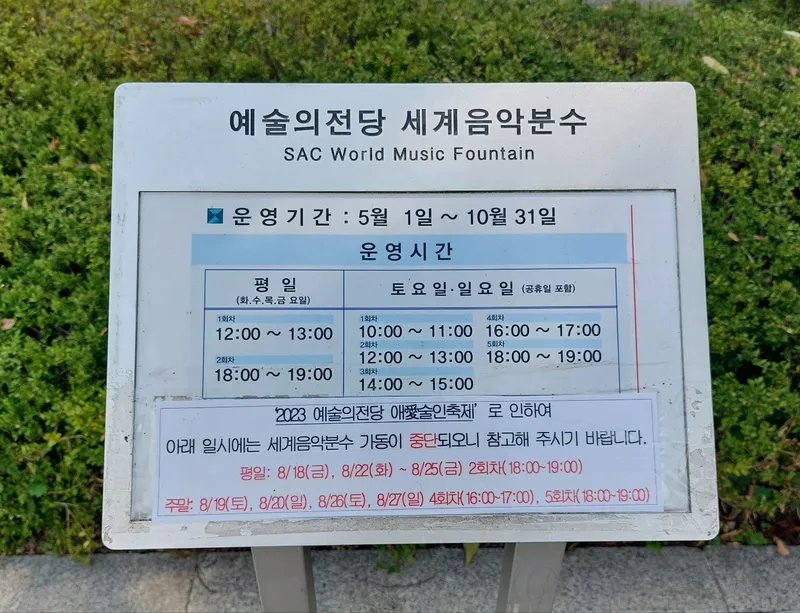 예술의전당 세계음악분수
SAC World Music Fountain
운영기간 : 5월 1일 ~ 10월 31일
운영시간
평 일
(화.수.목.금 요일)
토요일·일요일 (공휴일 포함)
1회차
12:00 ~ 13:00
2회차
18:00 ~ 19:00
1회차
10:00 ~ 11:00
2회차
12:00 ~ 13:00
3회차
14:00 ~ 15:00
4회차
16:00 ~ 17:00
5회차
18:00 ~ 19:00
'2023 예술의전당 애愛술인축제' 로 인하여
아래 일시에는 세계음악분수 가동이 중단되오니 참고해 주시기 바랍니다.
평일: 8/18(금), 8/22(화) ~ 8/25(금) 2회차(18:00~19:00)
주말: 8/19(토), 8/20(일), 8/26(토), 8/27(일) 4회차(16:00~17:00), 5회차(18:00~19:00)